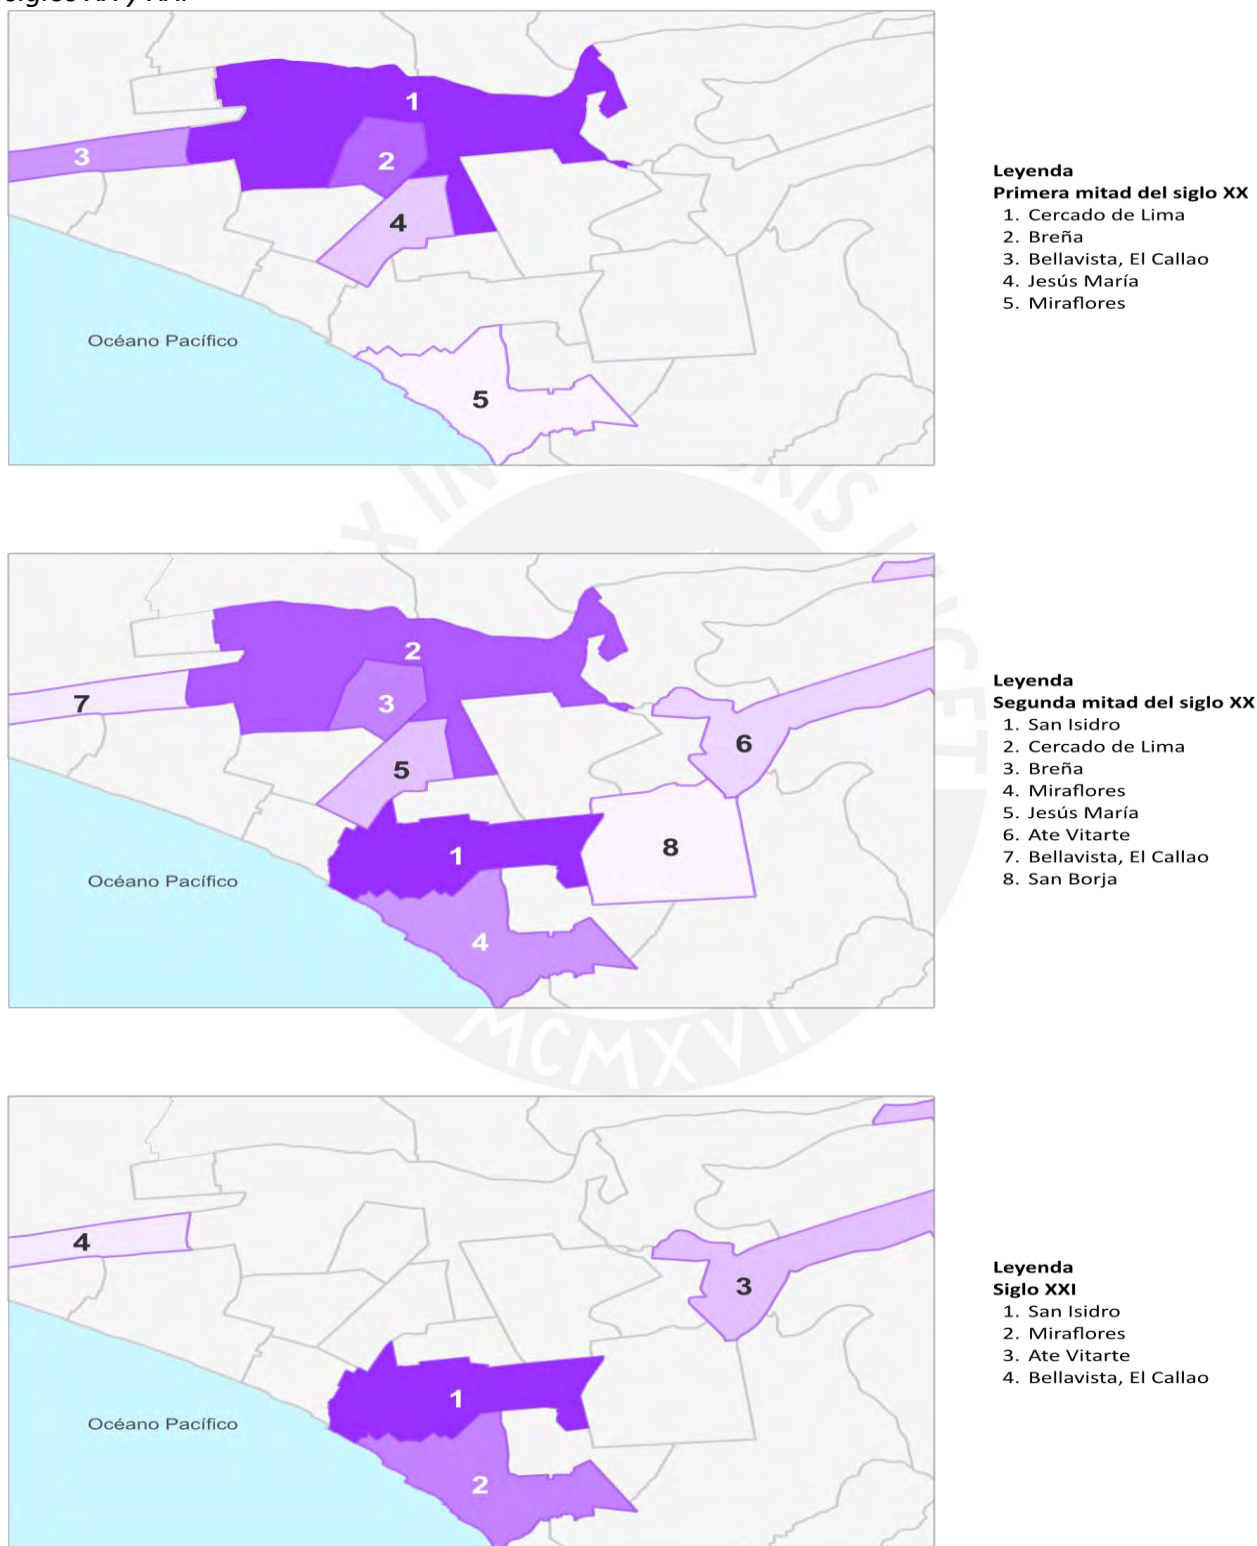 siglos XX y XXI
1
2
3
4
5
Océano Pacífico
Leyenda
Primera mitad del siglo XX
1. Cercado de Lima
2. Breña
3. Bellavista, El Callao
4. Jesús María
5. Miraflores
2
3
7
6
5
1
8
4
Océano Pacífico
Leyenda
Segunda mitad del siglo XX
1. San Isidro
2. Cercado de Lima
3. Breña
4. Miraflores
5. Jesús María
6. Ate Vitarte
7. Bellavista, El Callao
8. San Borja
MCMXVII
4
3
1
2
Océano Pacífico
Leyenda
Siglo XXI
1. San Isidro
2. Miraflores
3. Ate Vitarte
4. Bellavista, El Callao